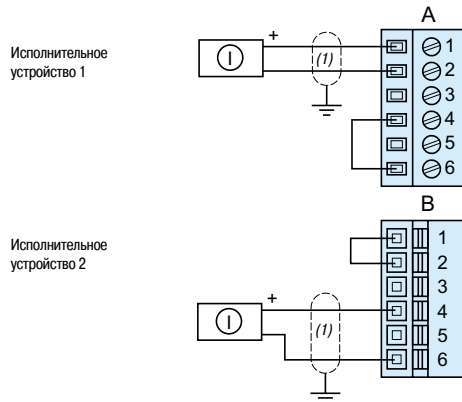 A
Исполнительное
устройство 1
+
I
(1)
1
2
3
4
5
6
B
Исполнительное
устройство 2
1
2
3
4
5
6
+
I
(1)